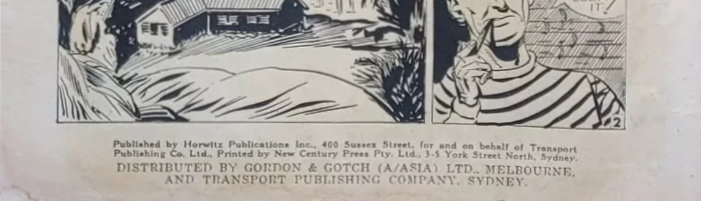 IT!
2
Published by Horwitz Publications Inc., 400 Sussex Street, for and on behalf of Transport
Publishing Co. Ltd., Printed by New Century Press Pty. Ltd., 3-5 York Street North, Sydney.
DISTRIBUTED BY GORDON & GOTCH (A/ASIA) LTD., MELBOURNE,
AND TRANSPORT PUBLISHING COMPANY, SYDNEY.